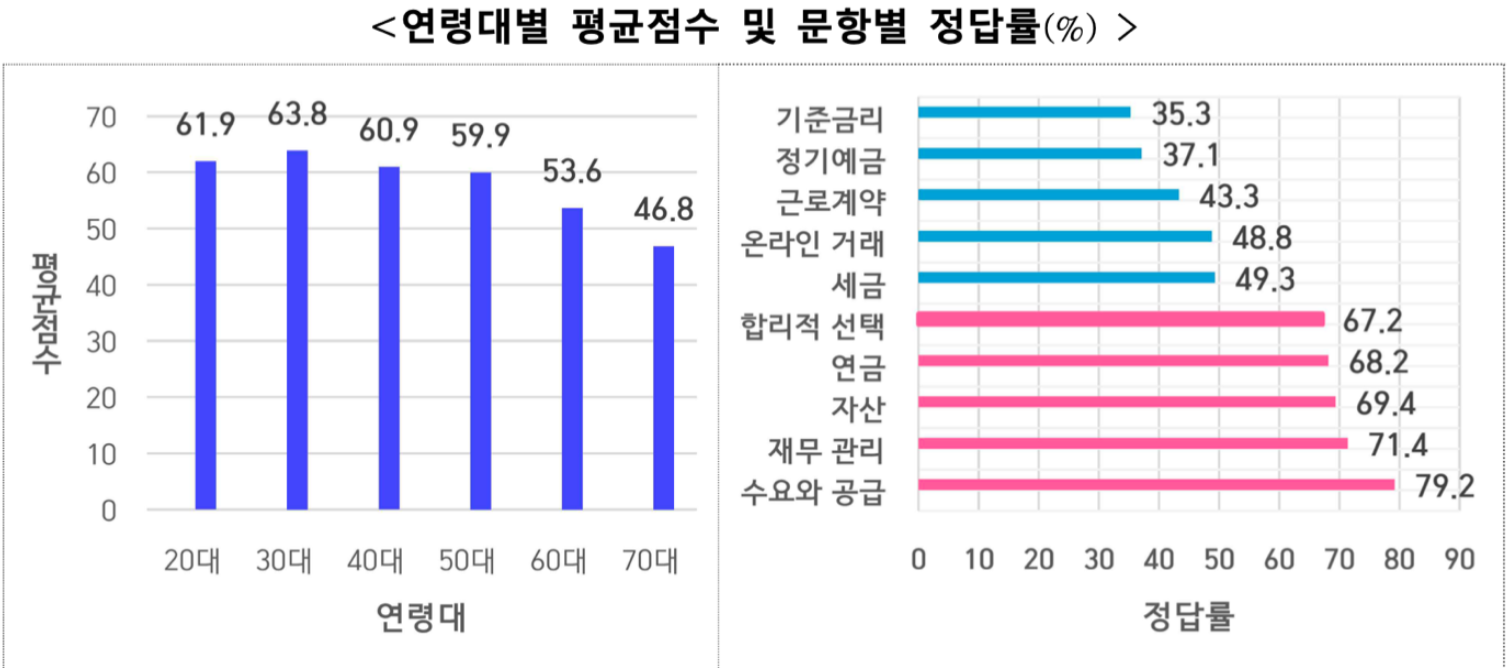 <연령대별 평균점수 및 문항별 정답률(%) >
70
60
50
40
30
20
10
0
평균점수
61.9
63.8
60.9
59.9
53.6
46.8
20대 30대 40대 50대 60대 70대
연령대
기준금리 35.3
정기예금 37.1
근로계약 43.3
온라인 거래 48.8
세금 49.3
합리적 선택 67.2
연금 68.2
자산 69.4
재무 관리 71.4
수요와 공급 79.2
0 10 20 30 40 50 60 70 80 90
정답률